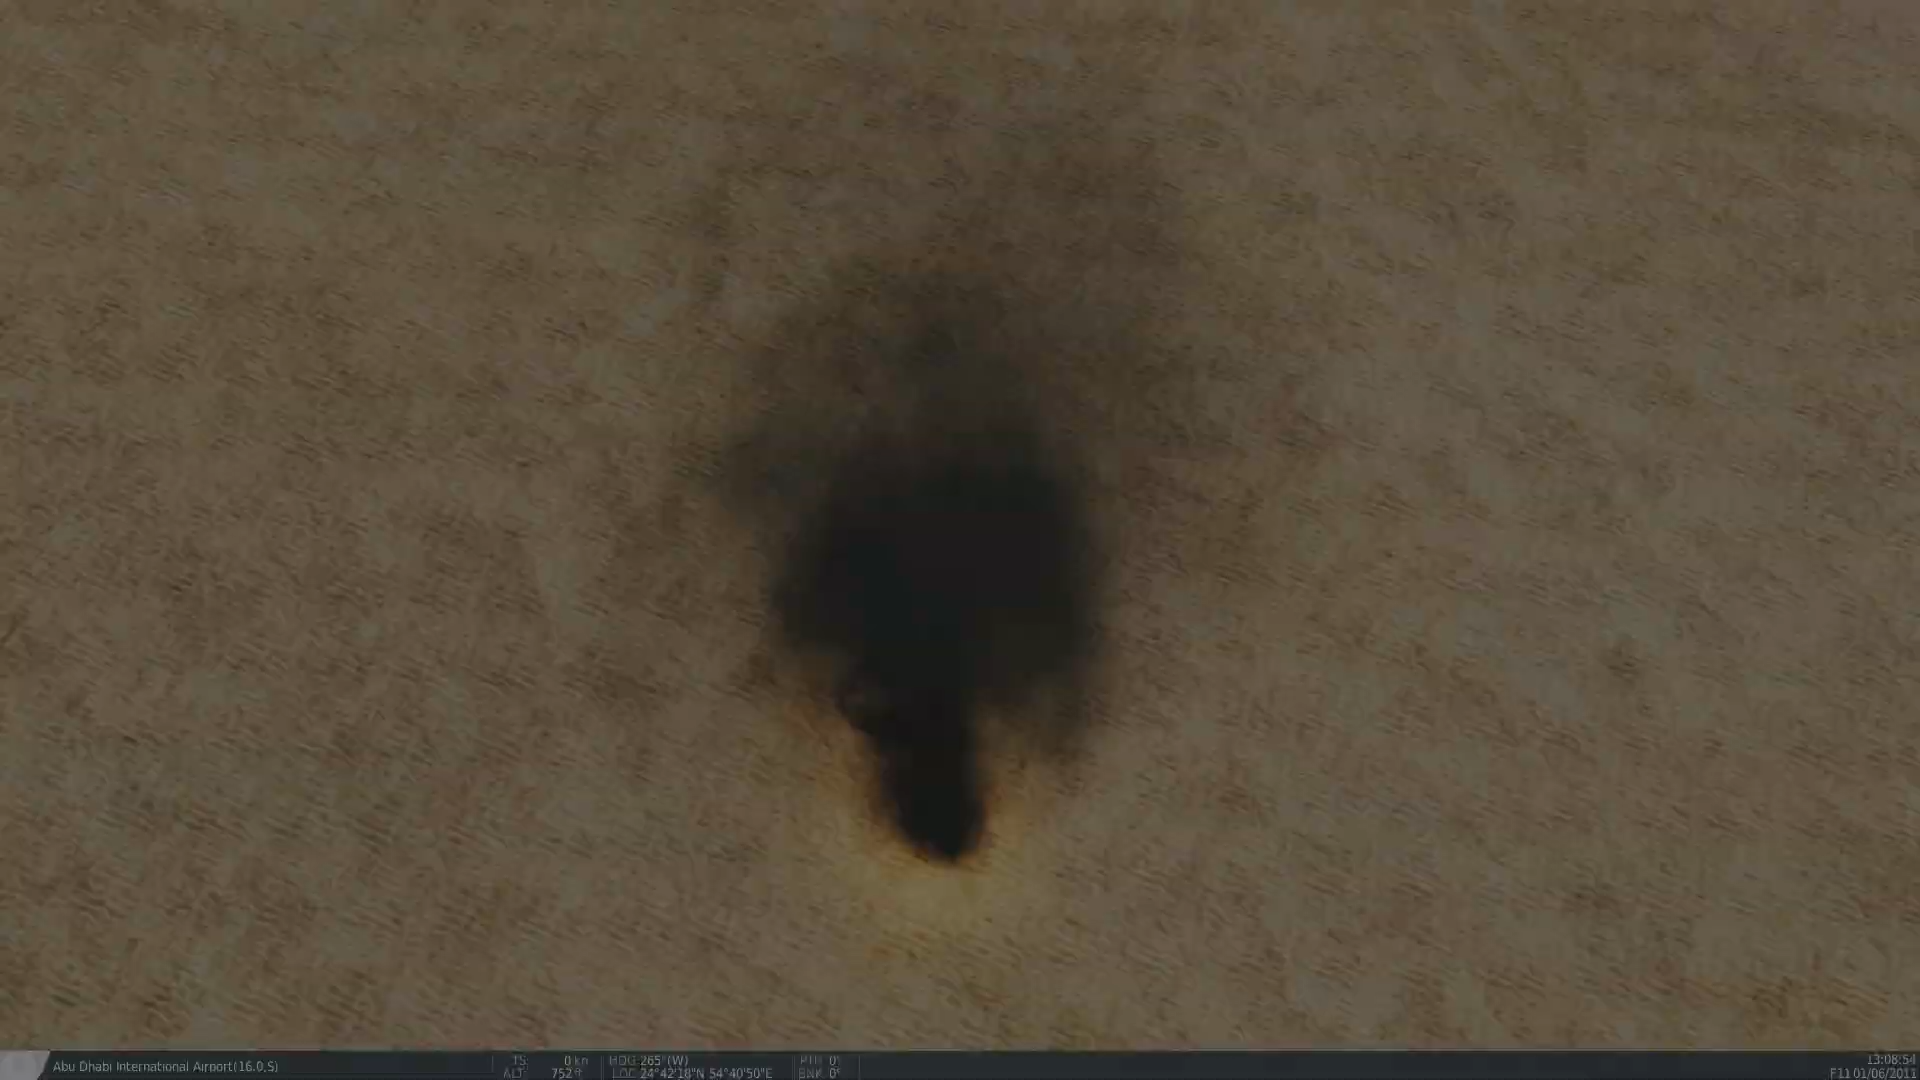 Abu Dhabi International Airport(16.0,S)
TS: 0 kn
ALT: 752 ft
HDG 265°(W)
LOC 24°42'18"N 54°40'50"E
PTH 0°
BNK 0°
13:08:54
F11 01/06/2011